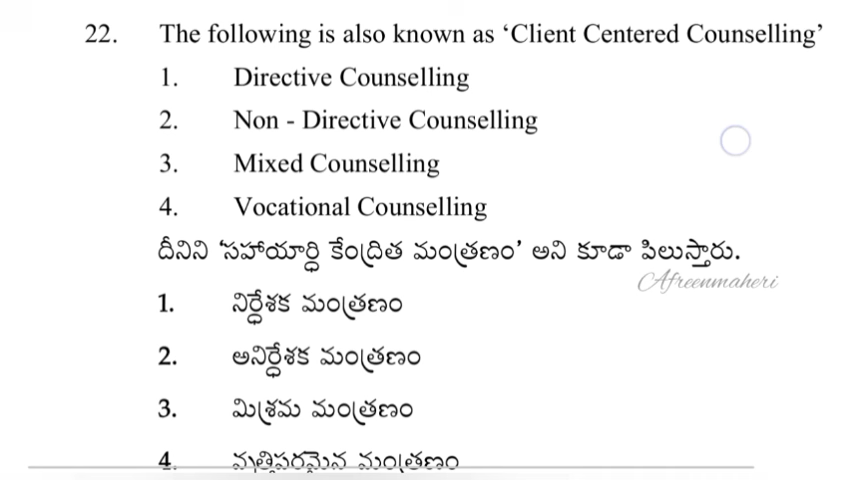 22. The following is also known as ‘Client Centered Counselling’
1. Directive Counselling
2. Non - Directive Counselling
3. Mixed Counselling
4. Vocational Counselling
దీనిని ‘సహాయార్థి కేంద్రిత మంత్రణం’ అని కూడా పిలుస్తారు.
Afreenmaheri
1. నిర్దేశక మంత్రణం
2. అనిర్దేశక మంత్రణం
3. మిశ్రమ మంత్రణం
4. వృత్తిపరమైన మంత్రణం